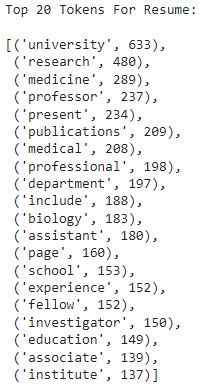 Top 20 Tokens For Resume:
[('university', 633),
('research', 480),
('medicine', 289),
('professor', 237),
('present', 234),
('publications', 209),
('medical', 208),
('professional', 198),
('department', 197),
('include', 188),
('biology', 183),
('assistant', 180),
('page', 160),
('school', 153),
('experience', 152),
('fellow', 152),
('investigator', 150),
('education', 149),
('associate', 139),
('institute', 137)]